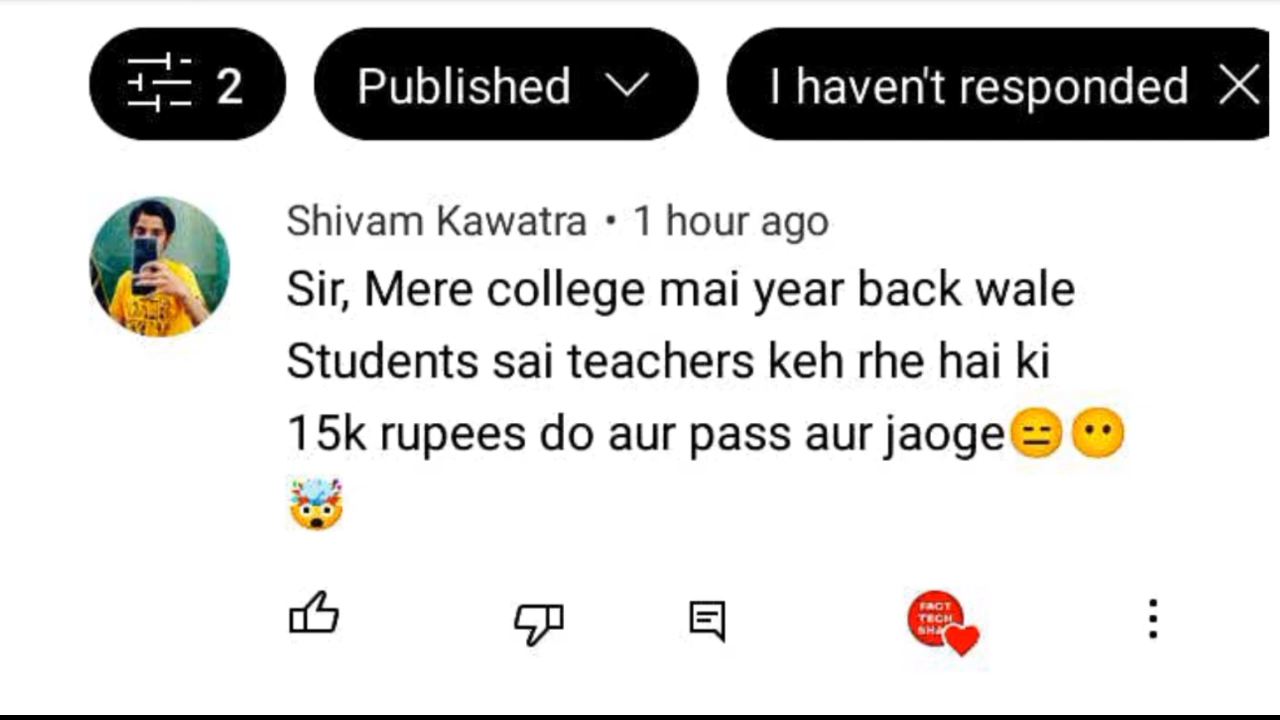 2
Published
I haven't responded
Shivam Kawatra • 1 hour ago
Sir, Mere college mai year back wale
Students sai teachers keh rhe hai ki
15k rupees do aur pass aur jaoge😑😶
🤯
FACT
TECH